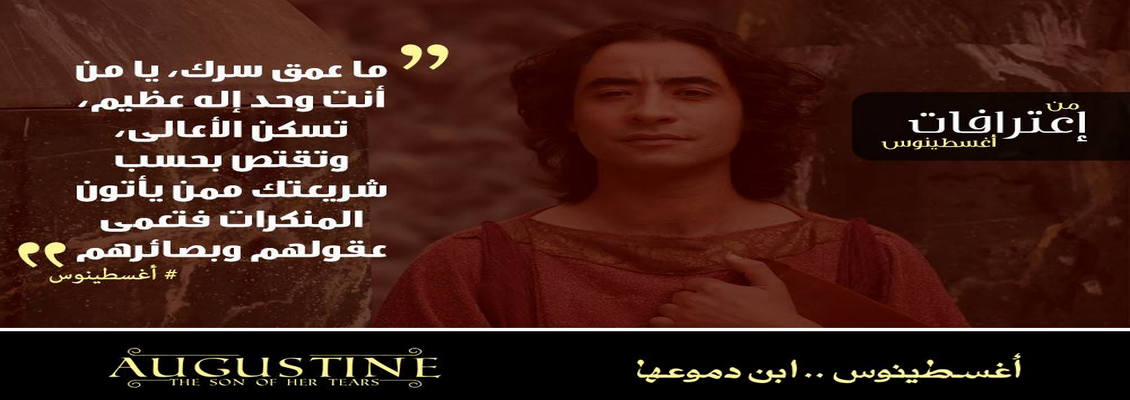 ما عمق سرك، يا من
أنت وحد إله عظيم،
تسكن الأعالى،
وتقتص بحسب
شريعتك ممن يأتون
المنكرات فتعمى
عقولهم وبصائرهم
# أغسطينوس
من
إعترافات
أغسطينوس
AUGUSTINE
THE SON OF HER TEARS
أغسطينوس .. ابن دموعها